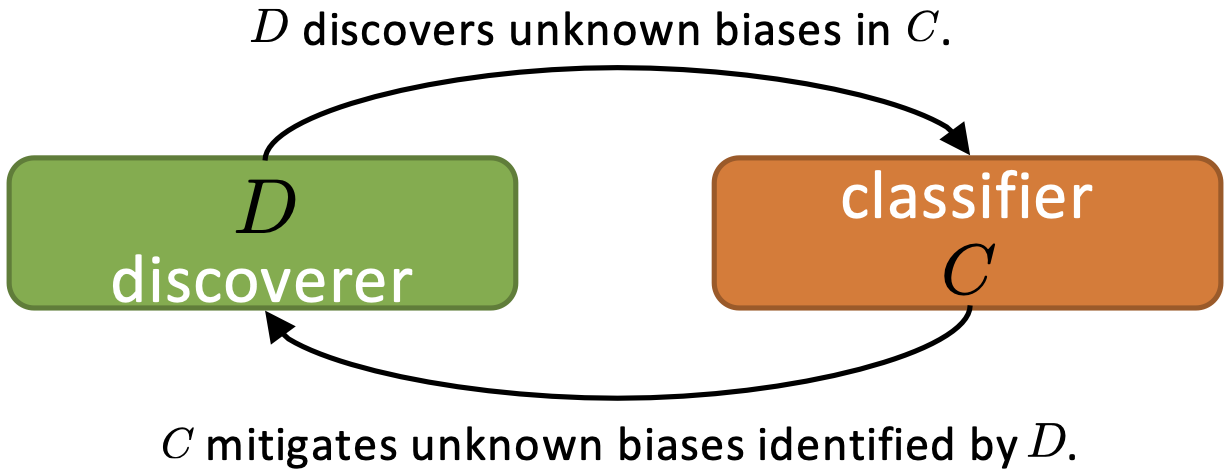 D discovers unknown biases in C.
D
discoverer
classifier
C
C mitigates unknown biases identified by D.